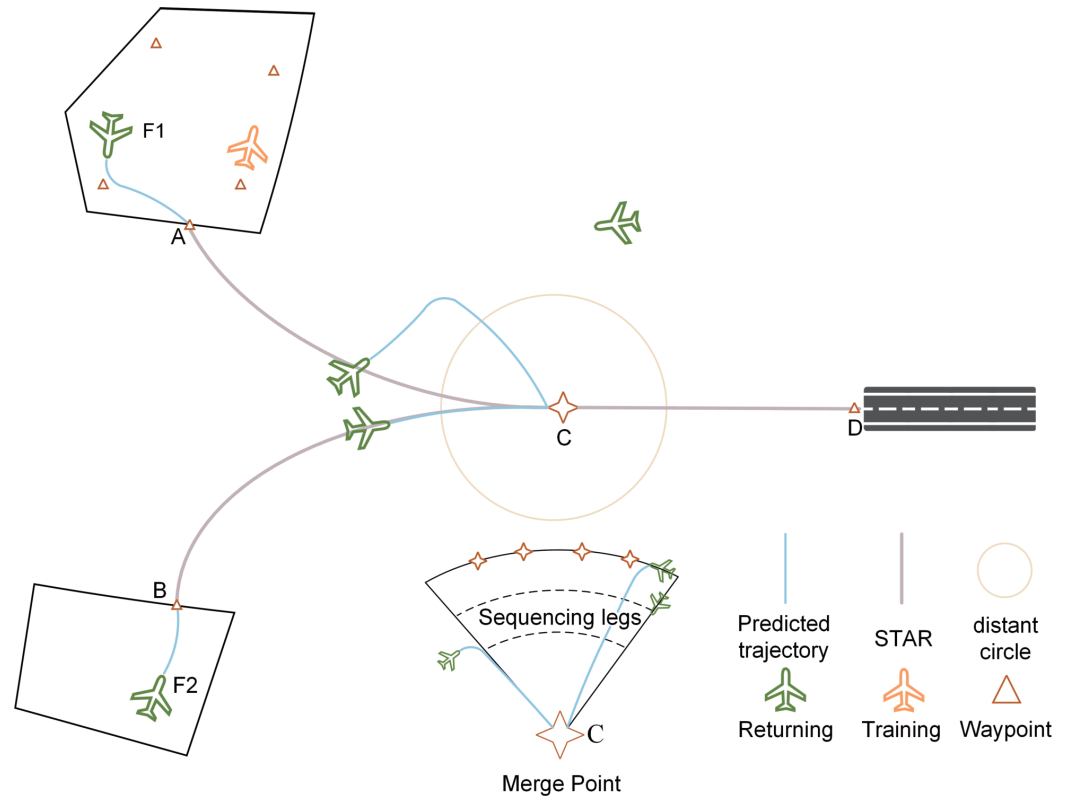 F1
A
C
D
B
F2
Sequencing legs
C
Merge Point
Predicted
trajectory
STAR
distant
circle
Returning
Training
Waypoint